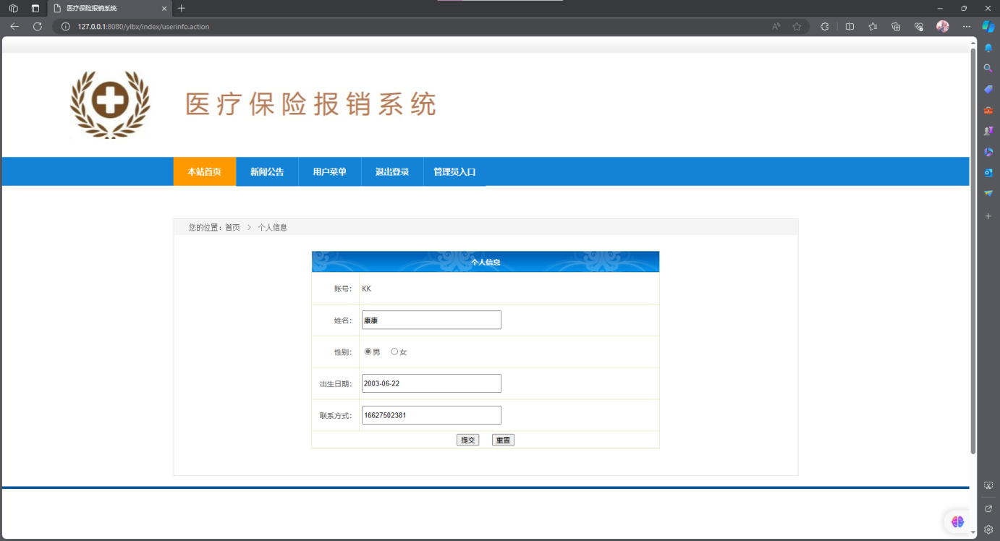 医疗保险报销系统
127.0.0.1:8080/ylbx/index/userinfo.action
医疗保险报销系统
本站首页 新闻公告 用户菜单 退出登录 管理员入口
您的位置：首页 > 个人信息
个人信息
账号： KK
姓名： 康康
性别： 男 女
出生日期： 2003-06-22
联系方式： 16627502381
提交 重置